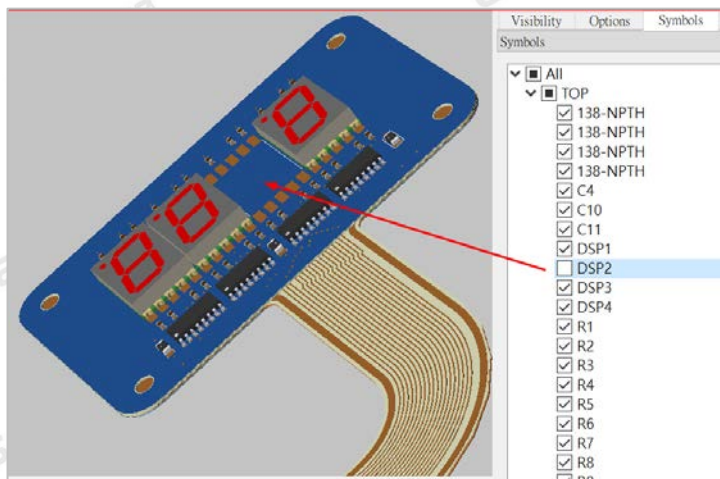 Visibility Options Symbols
Symbols
All
TOP
138-NPTH
138-NPTH
138-NPTH
138-NPTH
C4
C10
C11
DSP1
DSP2
DSP3
DSP4
R1
R2
R3
R4
R5
R6
R7
R8